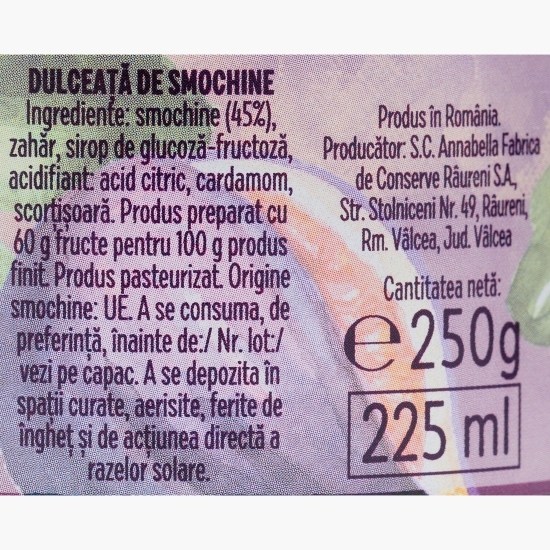 DULCEAȚĂ DE SMOCHINE
Ingrediente: smochine (45%),
zahăr, sirop de glucoză-fructoză,
acidifiant: acid citric, cardamom,
scorțișoară. Produs preparat cu
60 g fructe pentru 100 g produs
finit. Produs pasteurizat. Origine
smochine: UE. A se consuma, de
preferință, înainte de:/ Nr. lot:/
vezi pe capac. A se depozita în
spații curate, aerisite, ferite de
îngheț și de acțiunea directă a
razelor solare.
Produs în România.
Producător: S.C. Annabella Fabrica
de Conserve Râureni S.A.,
Str. Stolniceni Nr. 49, Râureni,
Rm. Vâlcea, Jud. Vâlcea
Cantitatea netă:
℮250g
225 ml